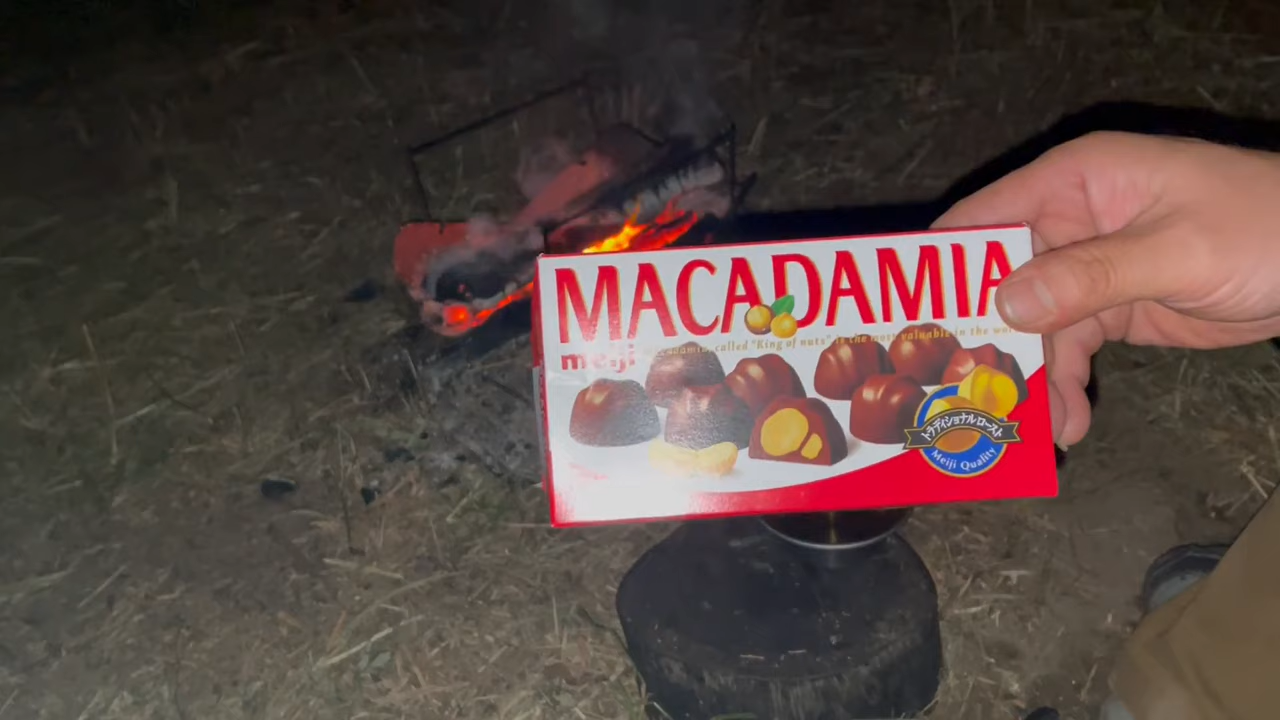 MACADAMIA
meiji
Macadamia, called "King of nuts" is the most valuable in the
トラディショナルロースト
Meiji Quality